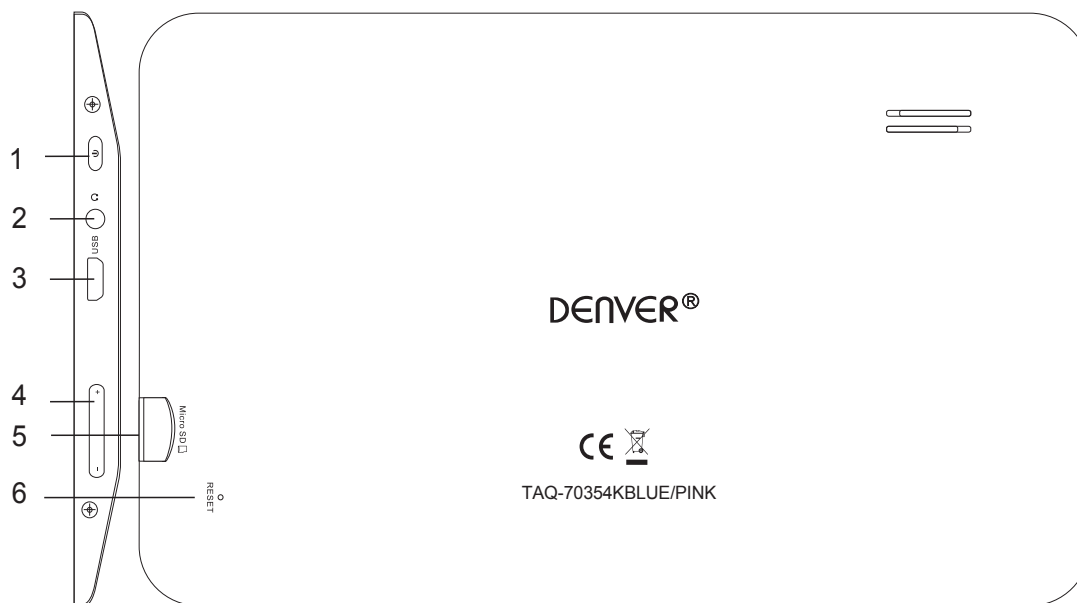 1
2
USB
3
DENVER®
4
Micro SD
5
CE
6
RESET
TAQ-70354KBLUE/PINK